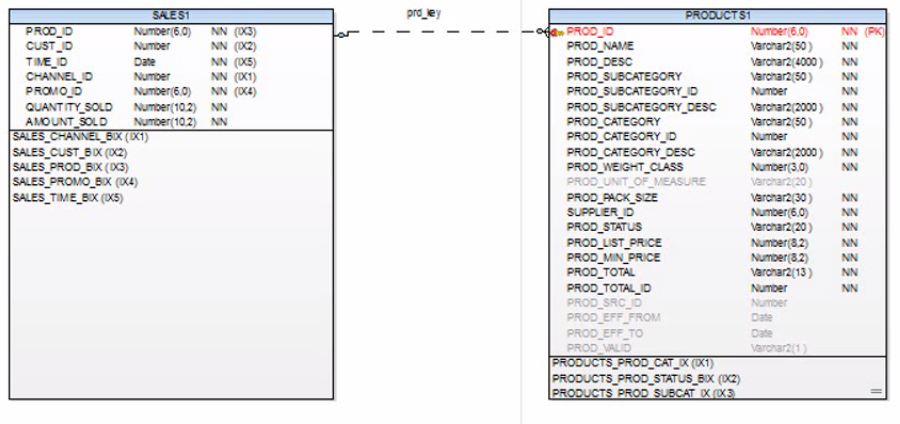 SALES1
PROD_ID Number(6,0) NN (IX3)
CUST_ID Number NN (IX2)
TIME_ID Date NN (IX5)
CHANNEL_ID Number NN (IX1)
PROMO_ID Number(6,0) NN (IX4)
QUANTITY_SOLD Number(10,2) NN
AMOUNT_SOLD Number(10,2) NN
SALES_CHANNEL_BIX (IX1)
SALES_CUST_BIX (IX2)
SALES_PROD_BIX (IX3)
SALES_PROMO_BIX (IX4)
SALES_TIME_BIX (IX5)
prd_key
PRODUCTS1
PROD_ID Number(6,0) NN (PK)
PROD_NAME Varchar2(50 ) NN
PROD_DESC Varchar2(4000 ) NN
PROD_SUBCATEGORY Varchar2(50 ) NN
PROD_SUBCATEGORY_ID Number NN
PROD_SUBCATEGORY_DESC Varchar2(2000 ) NN
PROD_CATEGORY Varchar2(50 ) NN
PROD_CATEGORY_ID Number NN
PROD_CATEGORY_DESC Varchar2(2000 ) NN
PROD_WEIGHT_CLASS Number(3,0) NN
PROD_UNIT_OF_MEASURE Varchar2(20 )
PROD_PACK_SIZE Varchar2(30 ) NN
SUPPLIER_ID Number(6,0) NN
PROD_STATUS Varchar2(20 ) NN
PROD_LIST_PRICE Number(8,2) NN
PROD_MIN_PRICE Number(8,2) NN
PROD_TOTAL Varchar2(13 ) NN
PROD_TOTAL_ID Number NN
PROD_SRC_ID Number
PROD_EFF_FROM Date
PROD_EFF_TO Date
PROD_VALID Varchar2(1 )
PRODUCTS_PROD_CAT_IX (IX1)
PRODUCTS_PROD_STATUS_BIX (IX2)
PRODUCTS_PROD_SUBCAT_IX (IX3)